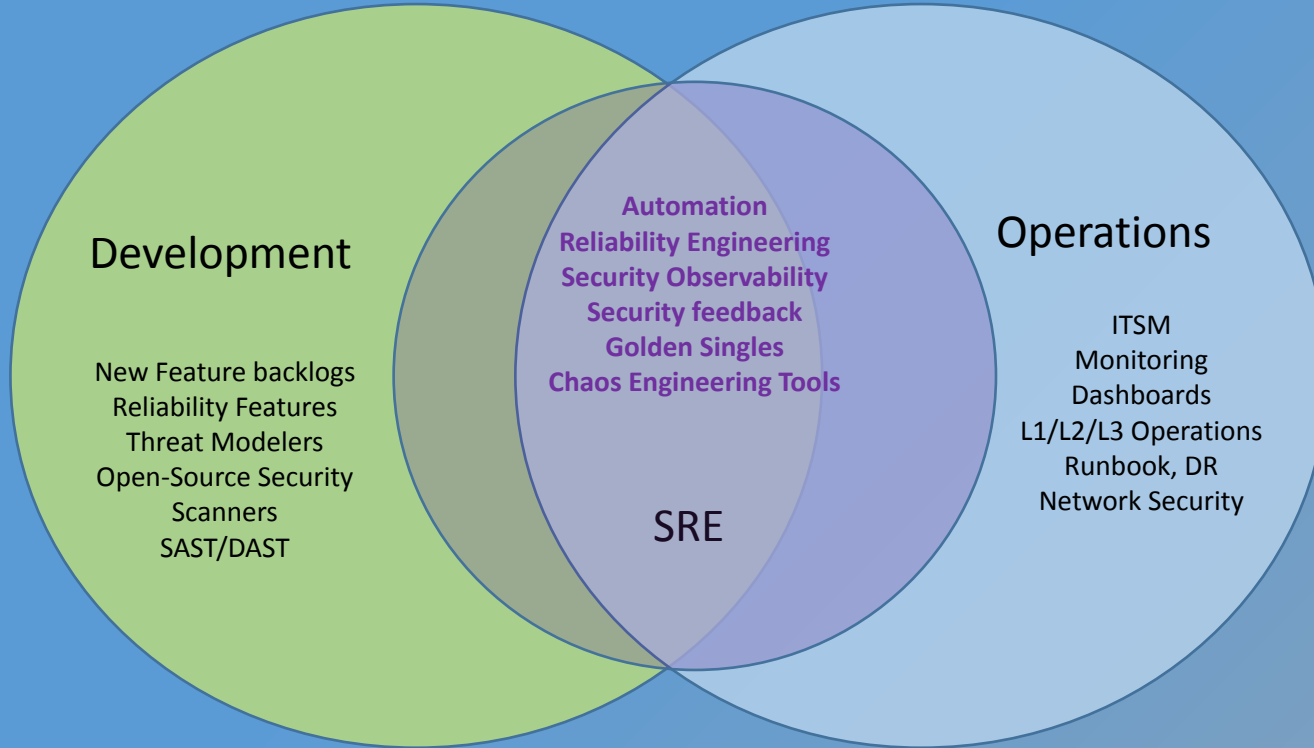 Development
New Feature backlogs
Reliability Features
Threat Modelers
Open-Source Security
Scanners
SAST/DAST
Automation
Reliability Engineering
Security Observability
Security feedback
Golden Singles
Chaos Engineering Tools
SRE
Operations
ITSM
Monitoring
Dashboards
L1/L2/L3 Operations
Runbook, DR
Network Security